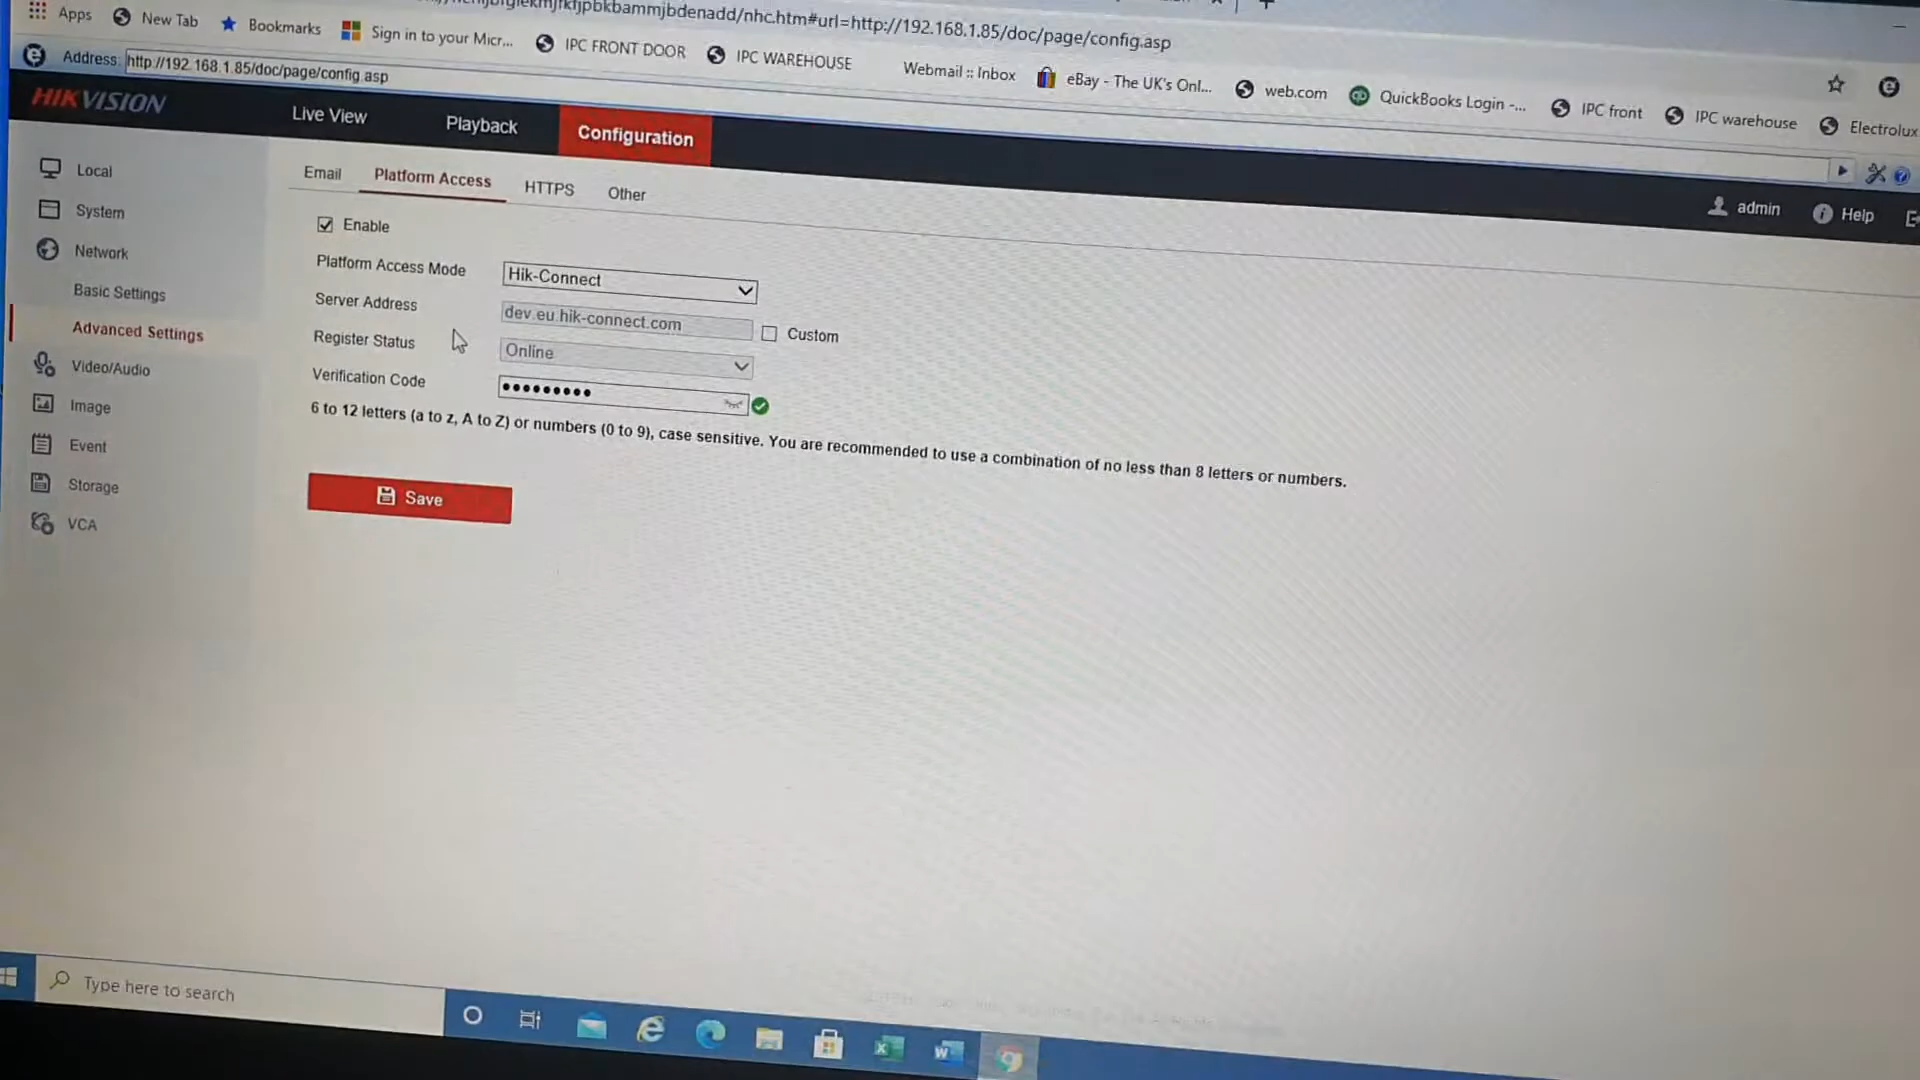 /nhc.htm#url=http://192.168.1.85/doc/page/config.asp
Apps New Tab Bookmarks Sign in to your Micr... IPC FRONT DOOR IPC WAREHOUSE Webmail :: Inbox eBay - The UK's Onl... web.com QuickBooks Login -... IPC front IPC warehouse Electrolux
Address: http://192.168.1.85/doc/page/config.asp
HIKVISION Live View Playback Configuration admin Help
Local
System
Network
Basic Settings
Advanced Settings
Video/Audio
Image
Event
Storage
VCA
Email Platform Access HTTPS Other
Enable
Platform Access Mode Hik-Connect
Server Address dev.eu.hik-connect.com Custom
Register Status Online
Verification Code •••••••••
6 to 12 letters (a to z, A to Z) or numbers (0 to 9), case sensitive. You are recommended to use a combination of no less than 8 letters or numbers.
Save
Type here to search